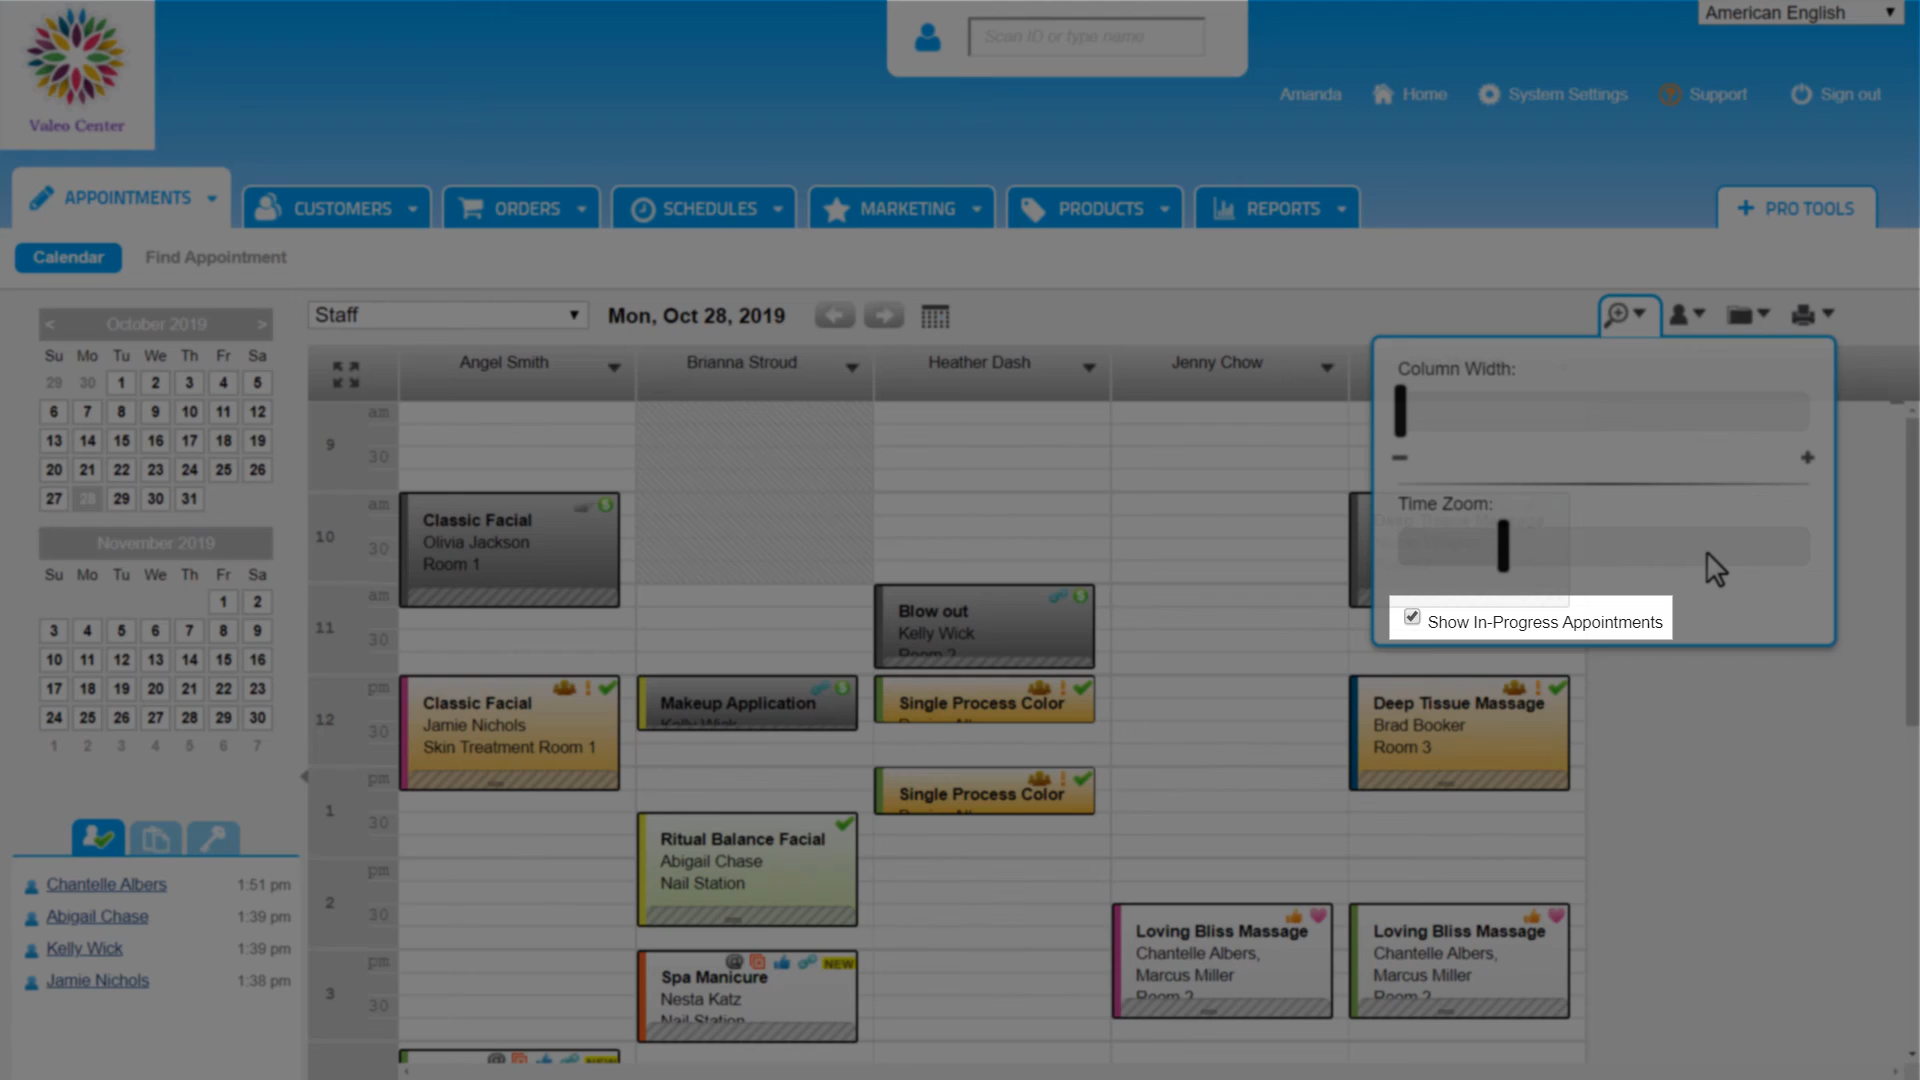 American English
Scan ID or type name
Valeo Center
Amanda
Home
System Settings
Support
Sign out
APPOINTMENTS
CUSTOMERS
ORDERS
SCHEDULES
MARKETING
PRODUCTS
REPORTS
+ PRO TOOLS
Calendar
Find Appointment
Staff
Mon, Oct 28, 2019
< October 2019 >
Su Mo Tu We Th Fr Sa
29 30 1 2 3 4 5
6 7 8 9 10 11 12
13 14 15 16 17 18 19
20 21 22 23 24 25 26
27 28 29 30 31
November 2019
Su Mo Tu We Th Fr Sa
1 2
3 4 5 6 7 8 9
10 11 12 13 14 15 16
17 18 19 20 21 22 23
24 25 26 27 28 29 30
1 2 3 4 5 6 7
Chantelle Albers 1:51 pm
Abigail Chase 1:39 pm
Kelly Wick 1:39 pm
Jamie Nichols 1:38 pm
Angel Smith
Brianna Stroud
Heather Dash
Jenny Chow
9 am
30
10 am
30
11 am
30
12 pm
30
1 pm
30
2 pm
30
3 pm
30
Classic Facial
Olivia Jackson
Room 1
Classic Facial
Jamie Nichols
Skin Treatment Room 1
NEW
Makeup Application
Kelly Wick
Ritual Balance Facial
Abigail Chase
Nail Station
NEW
Spa Manicure
Nesta Katz
Nail Station
Blow out
Kelly Wick
Room 2
Single Process Color
Single Process Color
Loving Bliss Massage
Chantelle Albers,
Marcus Miller
Room 2
Deep Tissue Massage
Brad Booker
Room 3
Loving Bliss Massage
Chantelle Albers,
Marcus Miller
Room 2
Column Width:
Time Zoom:
Show In-Progress Appointments